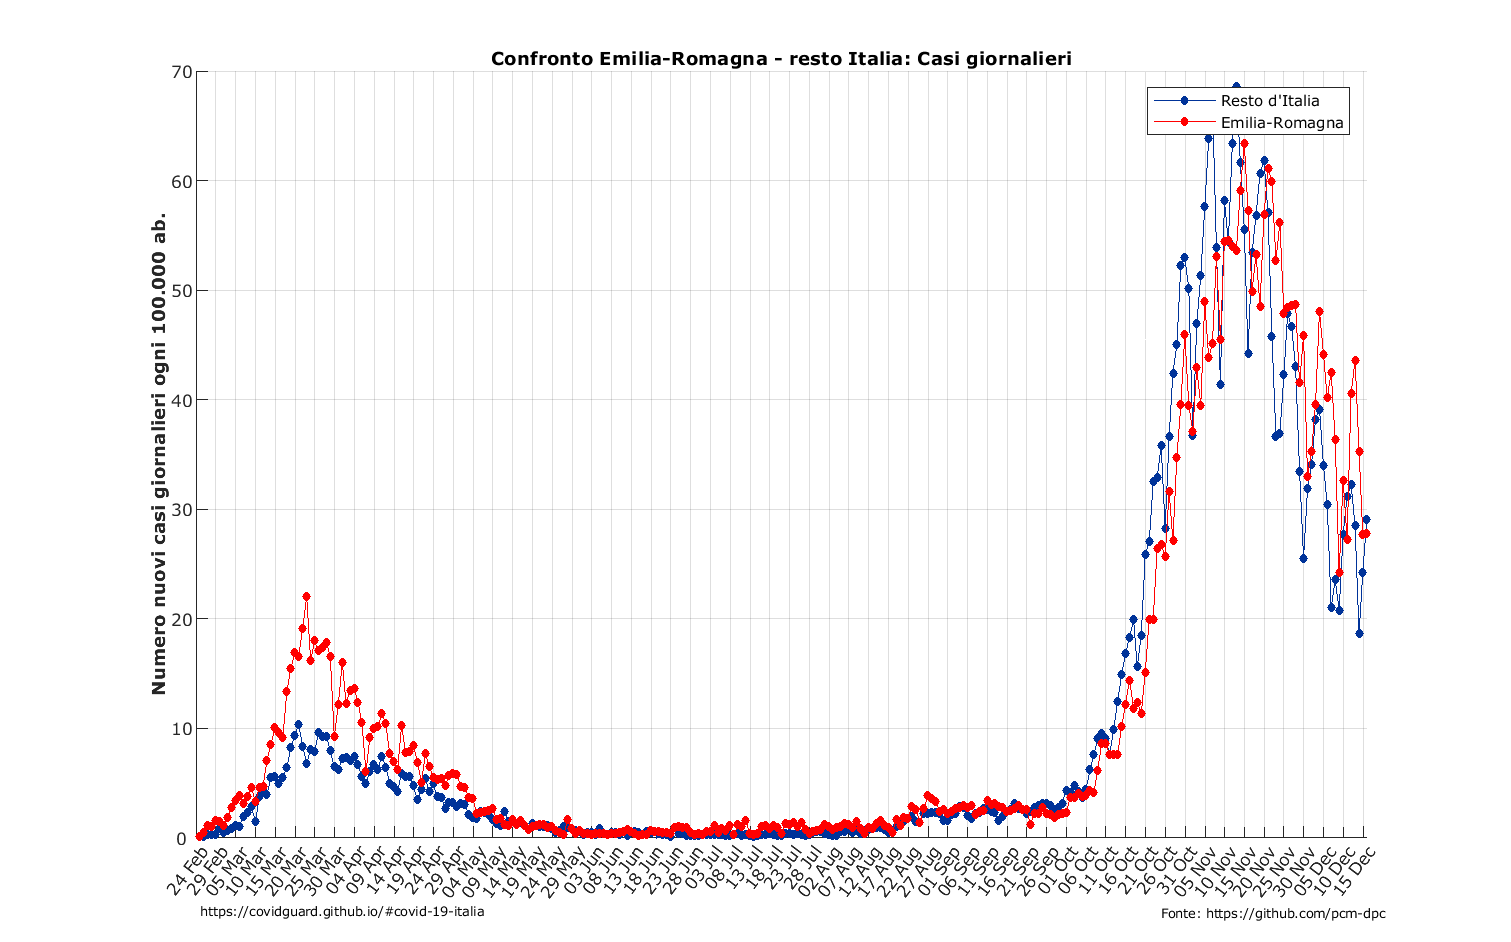 Confronto Emilia-Romagna - resto Italia: Casi giornalieri
Numero nuovi casi giornalieri ogni 100.000 ab.
70
60
50
40
30
20
10
0
Resto d'Italia
Emilia-Romagna
24 Feb
29 Feb
05 Mar
10 Mar
15 Mar
20 Mar
25 Mar
30 Mar
04 Apr
09 Apr
14 Apr
19 Apr
24 Apr
29 Apr
04 May
09 May
14 May
19 May
24 May
29 May
03 Jun
08 Jun
13 Jun
18 Jun
23 Jun
28 Jun
03 Jul
08 Jul
13 Jul
18 Jul
23 Jul
28 Jul
02 Aug
07 Aug
12 Aug
17 Aug
22 Aug
27 Aug
01 Sep
06 Sep
11 Sep
16 Sep
21 Sep
26 Sep
01 Oct
06 Oct
11 Oct
16 Oct
21 Oct
26 Oct
31 Oct
05 Nov
10 Nov
15 Nov
20 Nov
25 Nov
30 Nov
05 Dec
10 Dec
15 Dec
https://covidguard.github.io/#covid-19-italia
Fonte: https://github.com/pcm-dpc